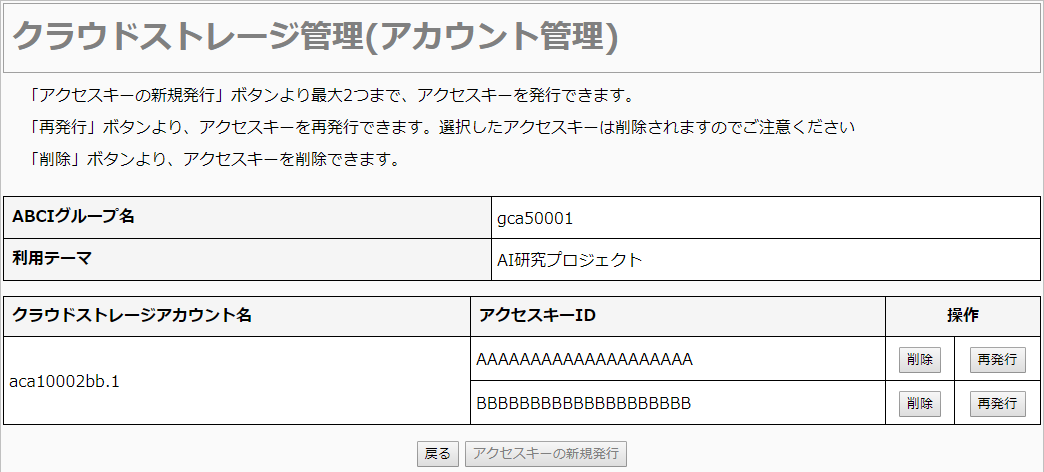 クラウドストレージ管理(アカウント管理)
「アクセスキーの新規発行」ボタンより最大2つまで、アクセスキーを発行できます。
「再発行」ボタンより、アクセスキーを再発行できます。選択したアクセスキーは削除されますのでご注意ください
「削除」ボタンより、アクセスキーを削除できます。
ABCIグループ名 gca50001
利用テーマ AI研究プロジェクト
クラウドストレージアカウント名 アクセスキーID 操作
aca10002bb.1
AAAAAAAAAAAAAAAAAAAA 削除 再発行
BBBBBBBBBBBBBBBBBBBB 削除 再発行
戻る アクセスキーの新規発行